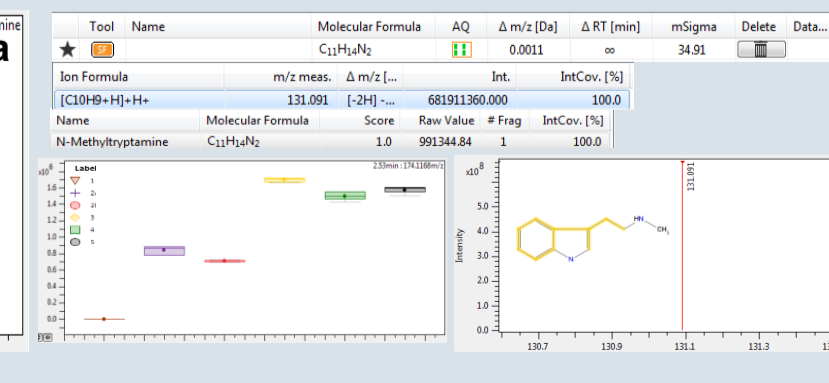 mine
a
Tool Name Molecular Formula AQ Δ m/z [Da] Δ RT [min] mSigma Delete Data...
SF C₁₁H₁₄N₂ 0.0011 ∞ 34.91
Ion Formula m/z meas. Δ m/z [... Int. IntCov. [%]
[C10H9+H]+H+ 131.091 [-2H] -... 681911360.000 100.0
Name Molecular Formula Score Raw Value # Frag IntCov. [%]
N-Methyltryptamine C₁₁H₁₄N₂ 1.0 991344.84 1 100.0
x10⁶
Label
1
3
4
5
2.53min : 174.1168m/z
1.6
1.4
1.2
1.0
0.8
0.6
0.4
0.2
0.0
x10⁸
Intensity
5.0
4.0
3.0
2.0
1.0
0.0
131.091
HN
CH₃
N
130.7 130.9 131.1 131.3